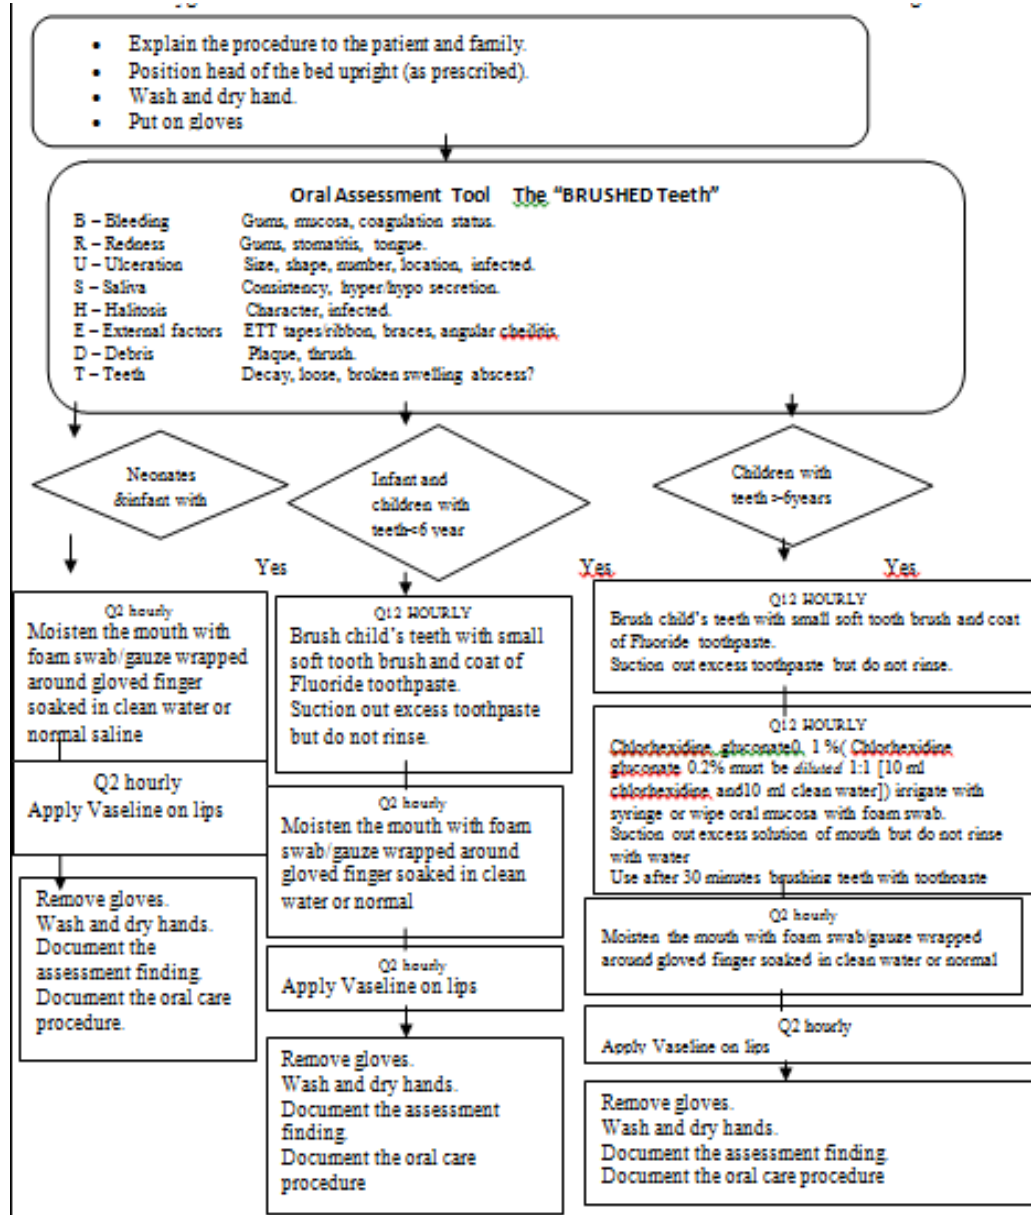 • Explain the procedure to the patient and family.
• Position head of the bed upright (as prescribed).
• Wash and dry hand.
• Put on gloves
Oral Assessment Tool The “BRUSHED Teeth”
B – Bleeding Gums, mucosa, coagulation status.
R – Redness Gums, stomatitis, tongue.
U – Ulceration Size, shape, number, location, infected.
S – Saliva Consistency, hyper/hypo secretion.
H – Halitosis Character, infected.
E – External factors ETT tapes/ribbon, braces, angular cheilitis.
D – Debris Plaque, thrush.
T – Teeth Decay, loose, broken swelling abscess?
Neonates
&infant with
Infant and
children with
teeth<6 year
Children with
teeth >-6years
Yes
Yes
Yes
Q2 hourly
Moisten the mouth with
foam swab/gauze wrapped
around gloved finger
soaked in clean water or
normal saline
Q2 hourly
Apply Vaseline on lips
Remove gloves.
Wash and dry hands.
Document the
assessment finding.
Document the oral care
procedure.
Q12 HOURLY
Brush child’s teeth with small
soft tooth brush and coat of
Fluoride toothpaste.
Suction out excess toothpaste
but do not rinse.
Q2 hourly
Moisten the mouth with foam
swab/gauze wrapped around
gloved finger soaked in clean
water or normal
Q2 hourly
Apply Vaseline on lips
Remove gloves.
Wash and dry hands.
Document the assessment
finding.
Document the oral care
procedure
Q12 HOURLY
Brush child’s teeth with small soft tooth brush and coat
of Fluoride toothpaste.
Suction out excess toothpaste but do not rinse.
Q12 HOURLY
Chlorhexidine gluconate0, 1 %( Chlorhexidine
gluconate 0.2% must be diluted 1:1 [10 ml
chlorhexidine and10 ml clean water]) irrigate with
syringe or wipe oral mucosa with foam swab.
Suction out excess solution of mouth but do not rinse
with water
Use after 30 minutes brushing teeth with toothpaste
Q2 hourly
Moisten the mouth with foam swab/gauze wrapped
around gloved finger soaked in clean water or normal
Q2 hourly
Apply Vaseline on lips
Remove gloves.
Wash and dry hands.
Document the assessment finding.
Document the oral care procedure